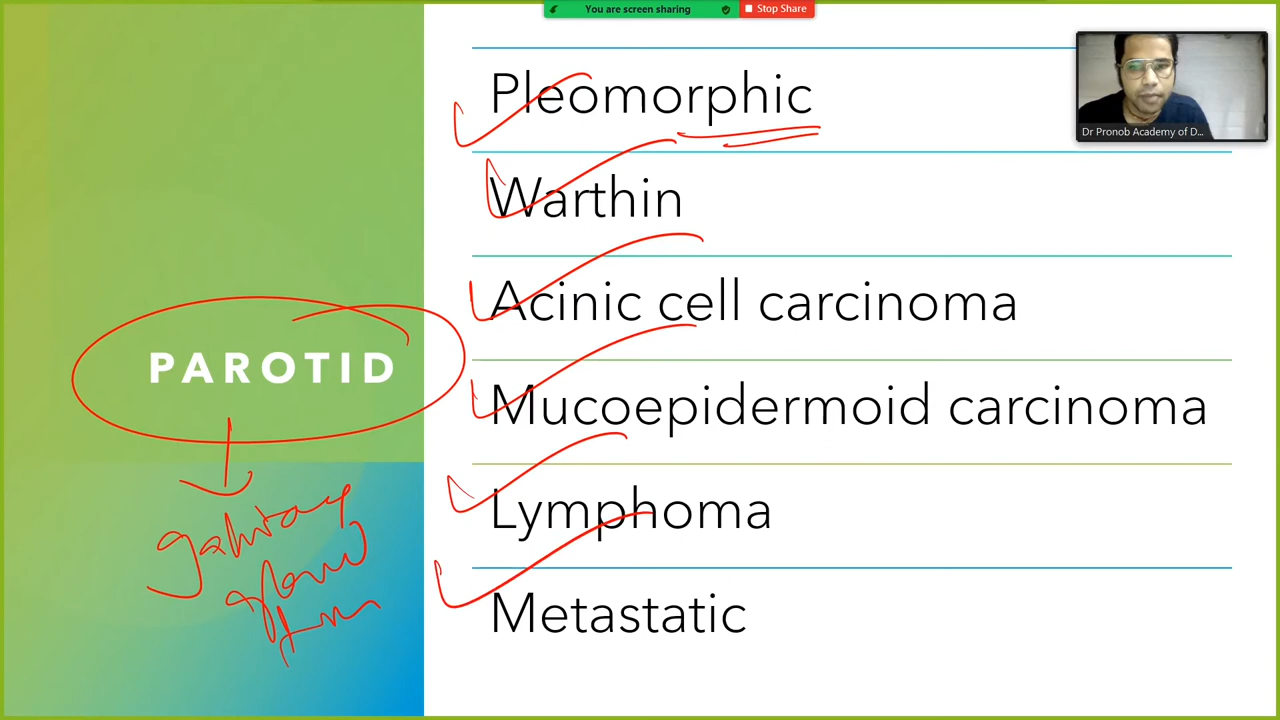 You are screen sharing
Stop Share
Pleomorphic
Dr Pronob Academy of D...
Warthin
Acinic cell carcinoma
PAROTID
Mucoepidermoid carcinoma
Lymphoma
Metastatic